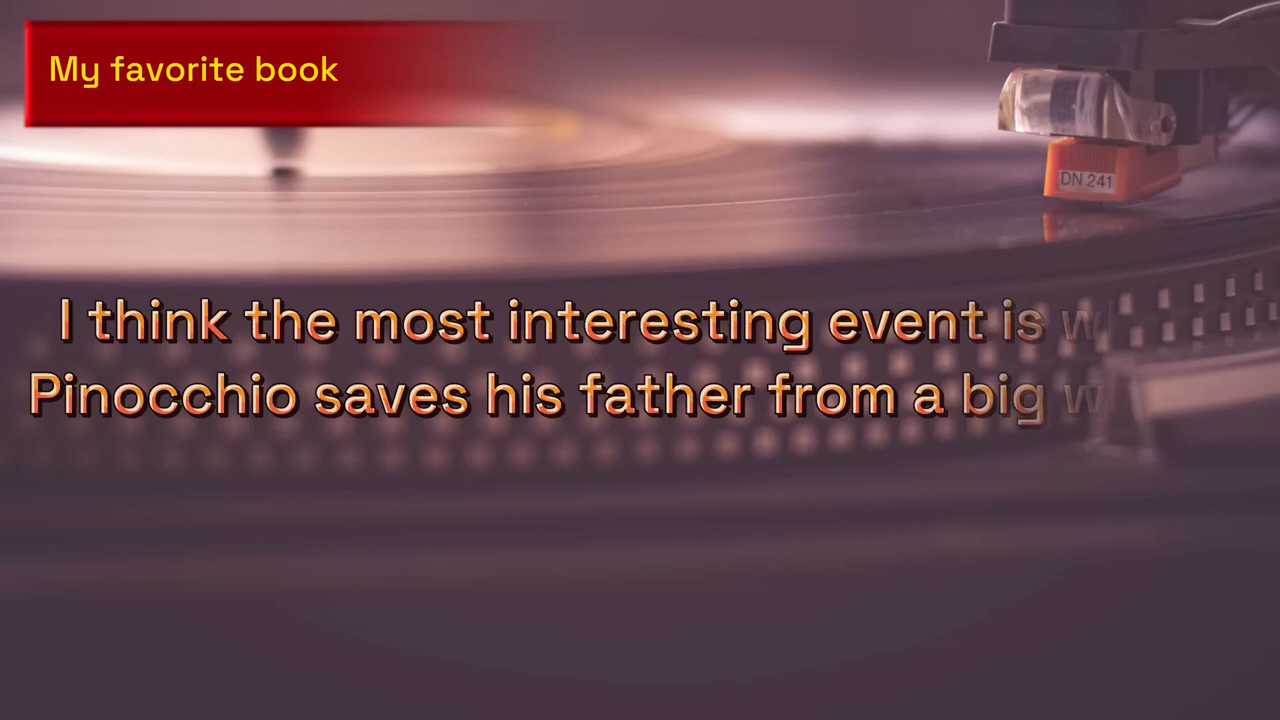 My favorite book
DN 241
I think the most interesting event is
Pinocchio saves his father from a big